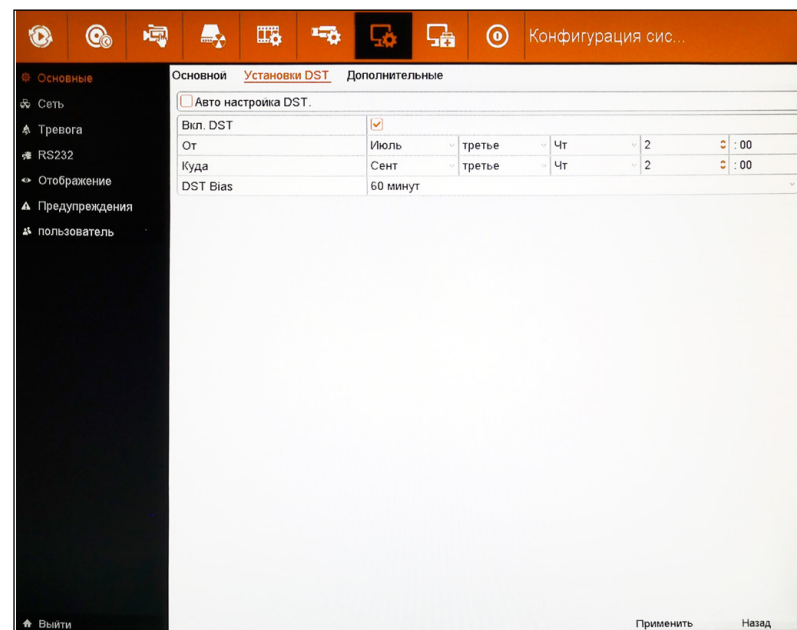 Конфигурация сис...
Основные
Сеть
Тревога
RS232
Отображение
Предупреждения
пользователь
Выйти
Основной Установки DST Дополнительные
Авто настройка DST.
Вкл. DST
От Июль третье Чт 2 : 00
Куда Сент третье Чт 2 : 00
DST Bias 60 минут
Применить Назад